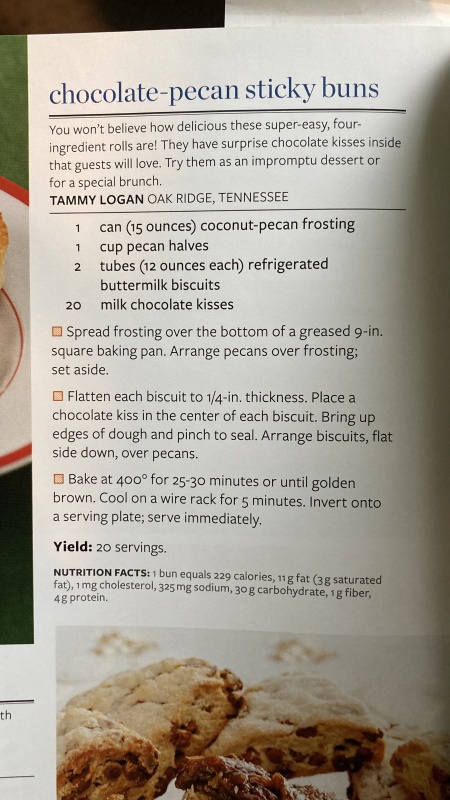 chocolate-pecan sticky buns
You won't believe how delicious these super-easy, four-
ingredient rolls are! They have surprise chocolate kisses inside
that guests will love. Try them as an impromptu dessert or
for a special brunch.
TAMMY LOGAN OAK RIDGE, TENNESSEE
1 can (15 ounces) coconut-pecan frosting
1 cup pecan halves
2 tubes (12 ounces each) refrigerated
buttermilk biscuits
20 milk chocolate kisses
Spread frosting over the bottom of a greased 9-in.
square baking pan. Arrange pecans over frosting;
set aside.
Flatten each biscuit to 1/4-in. thickness. Place a
chocolate kiss in the center of each biscuit. Bring up
edges of dough and pinch to seal. Arrange biscuits, flat
side down, over pecans.
Bake at 400° for 25-30 minutes or until golden
brown. Cool on a wire rack for 5 minutes. Invert onto
a serving plate; serve immediately.
Yield: 20 servings.
NUTRITION FACTS: 1 bun equals 229 calories, 11 g fat (3 g saturated
fat), 1 mg cholesterol, 325 mg sodium, 30 g carbohydrate, 1 g fiber,
4 g protein.
th